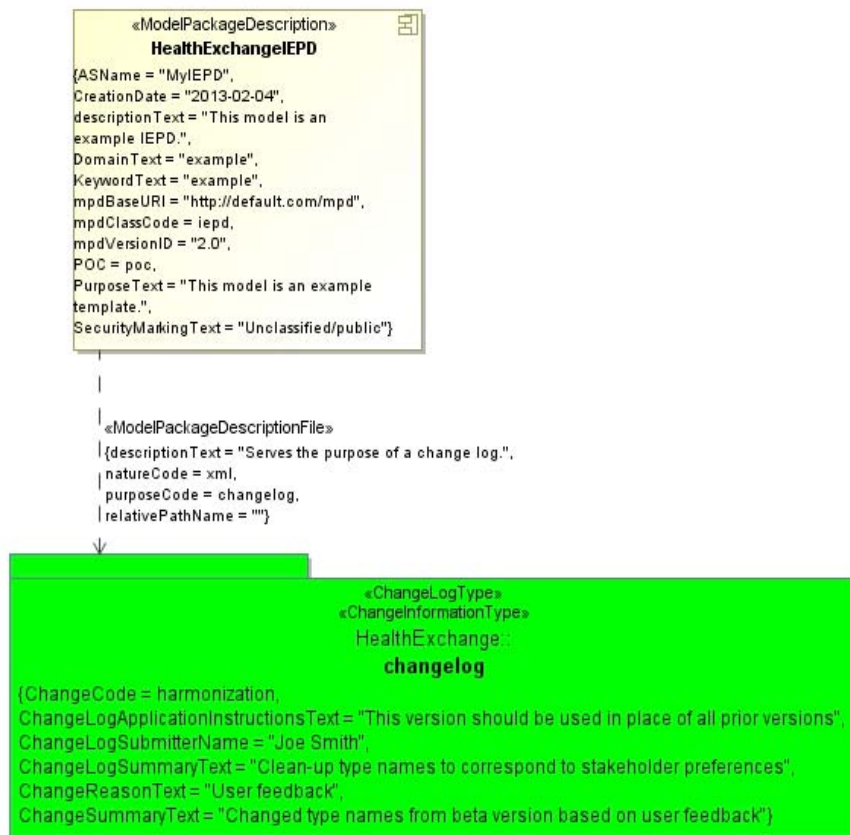 «ModelPackageDescription»
HealthExchangeIEPD
{ASName = "MyIEPD",
CreationDate = "2013-02-04",
descriptionText = "This model is an
example IEPD.",
DomainText = "example",
KeywordText = "example",
mpdBaseURI = "http://default.com/mpd",
mpdClassCode = iepd,
mpdVersionID = "2.0",
POC = poc,
PurposeText = "This model is an example
template.",
SecurityMarkingText = "Unclassified/public"}
«ModelPackageDescriptionFile»
{descriptionText = "Serves the purpose of a change log.",
natureCode = xml,
purposeCode = changelog,
relativePathName = ""}
«ChangeLogType»
«ChangeInformationType»
HealthExchange::
changelog
{ChangeCode = harmonization,
ChangeLogApplicationInstructionsText = "This version should be used in place of all prior versions",
ChangeLogSubmitterName = "Joe Smith",
ChangeLogSummaryText = "Clean-up type names to correspond to stakeholder preferences",
ChangeReasonText = "User feedback",
ChangeSummaryText = "Changed type names from beta version based on user feedback"}